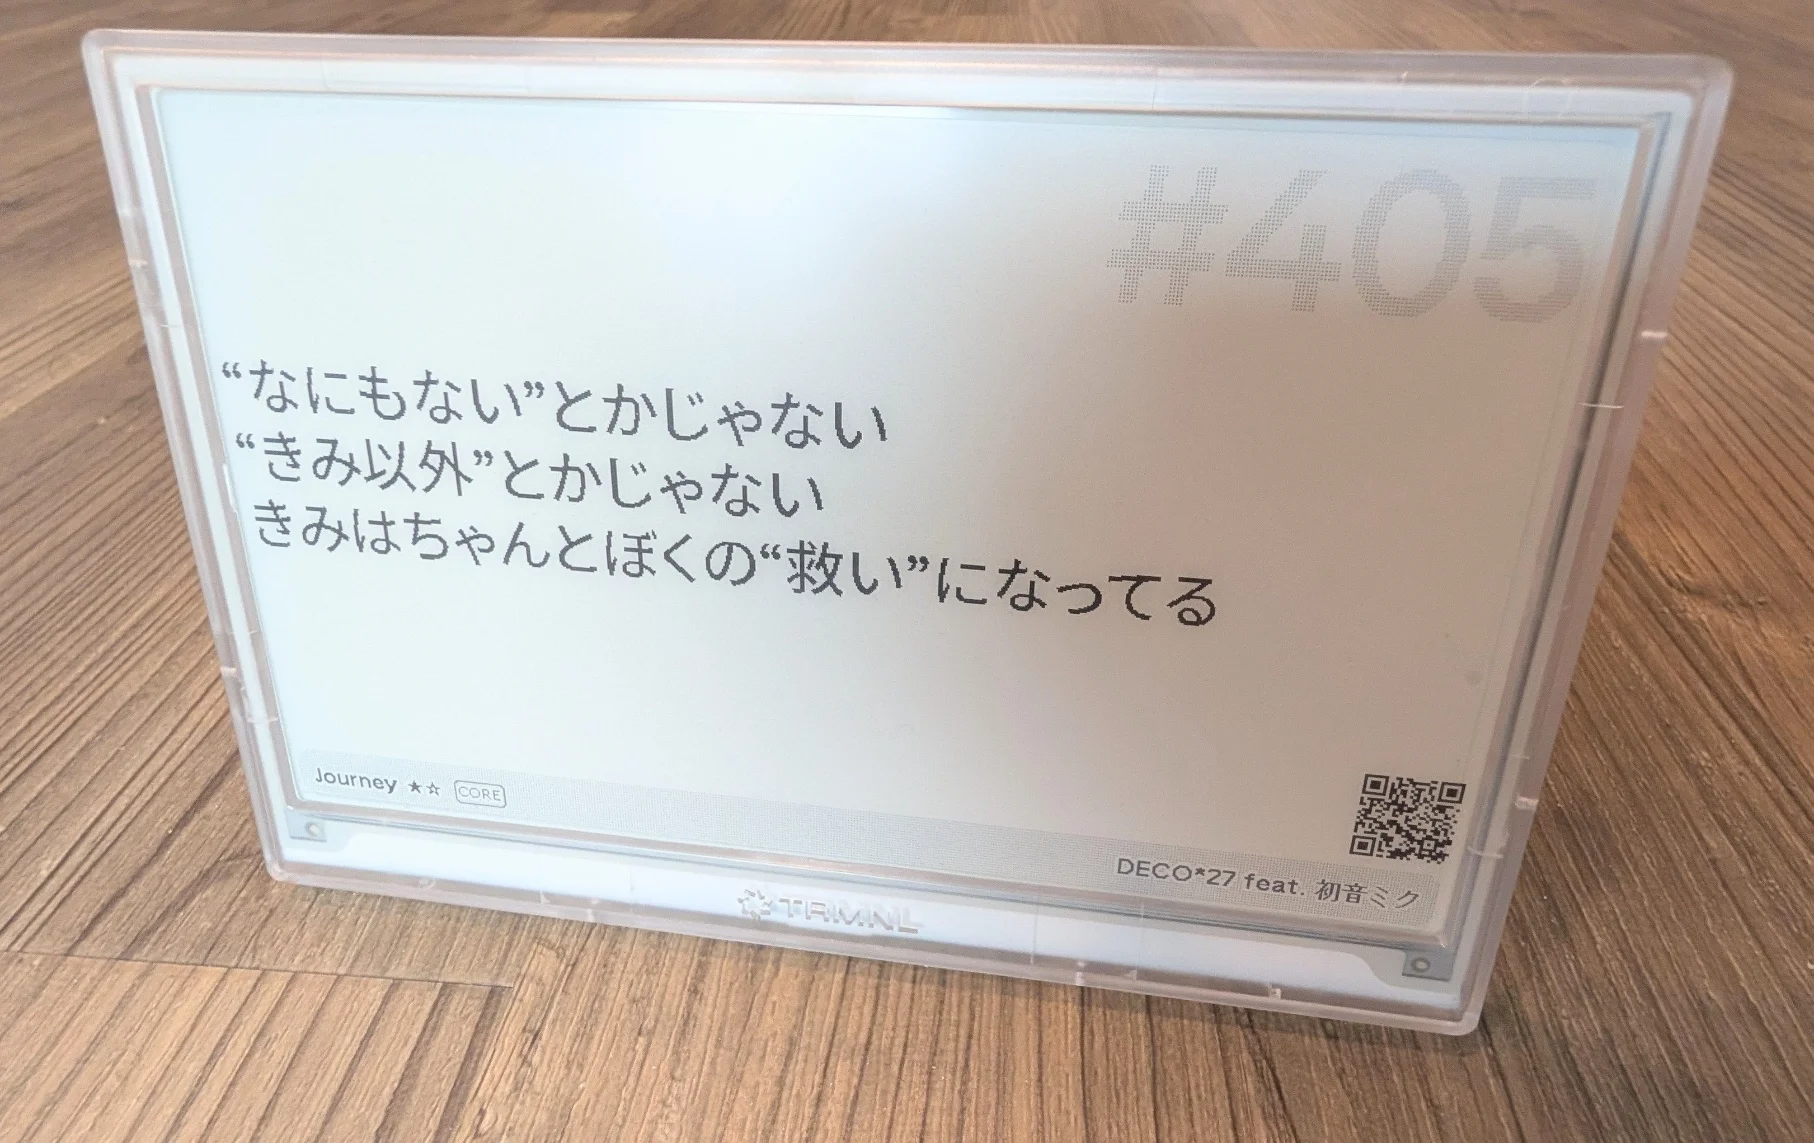 #405
“なにもない”とかじゃない
“きみ以外”とかじゃない
きみはちゃんとぼくの“救い”になってる
Journey ★☆ CORE
DECO*27 feat. 初音ミク
TRMNL